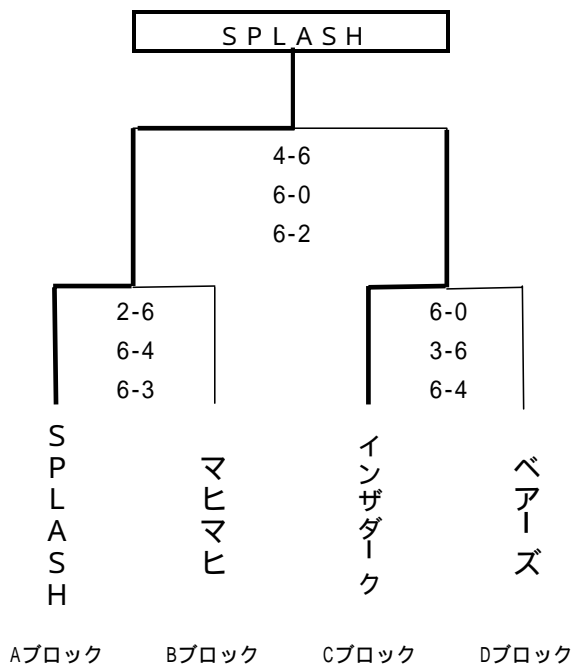 SPLASH
4-6
6-0
6-2
2-6
6-4
6-3
6-0
3-6
6-4
SPLASH
マヒマヒ
インザダーク
ベアーズ
Aブロック
Bブロック
Cブロック
Dブロック